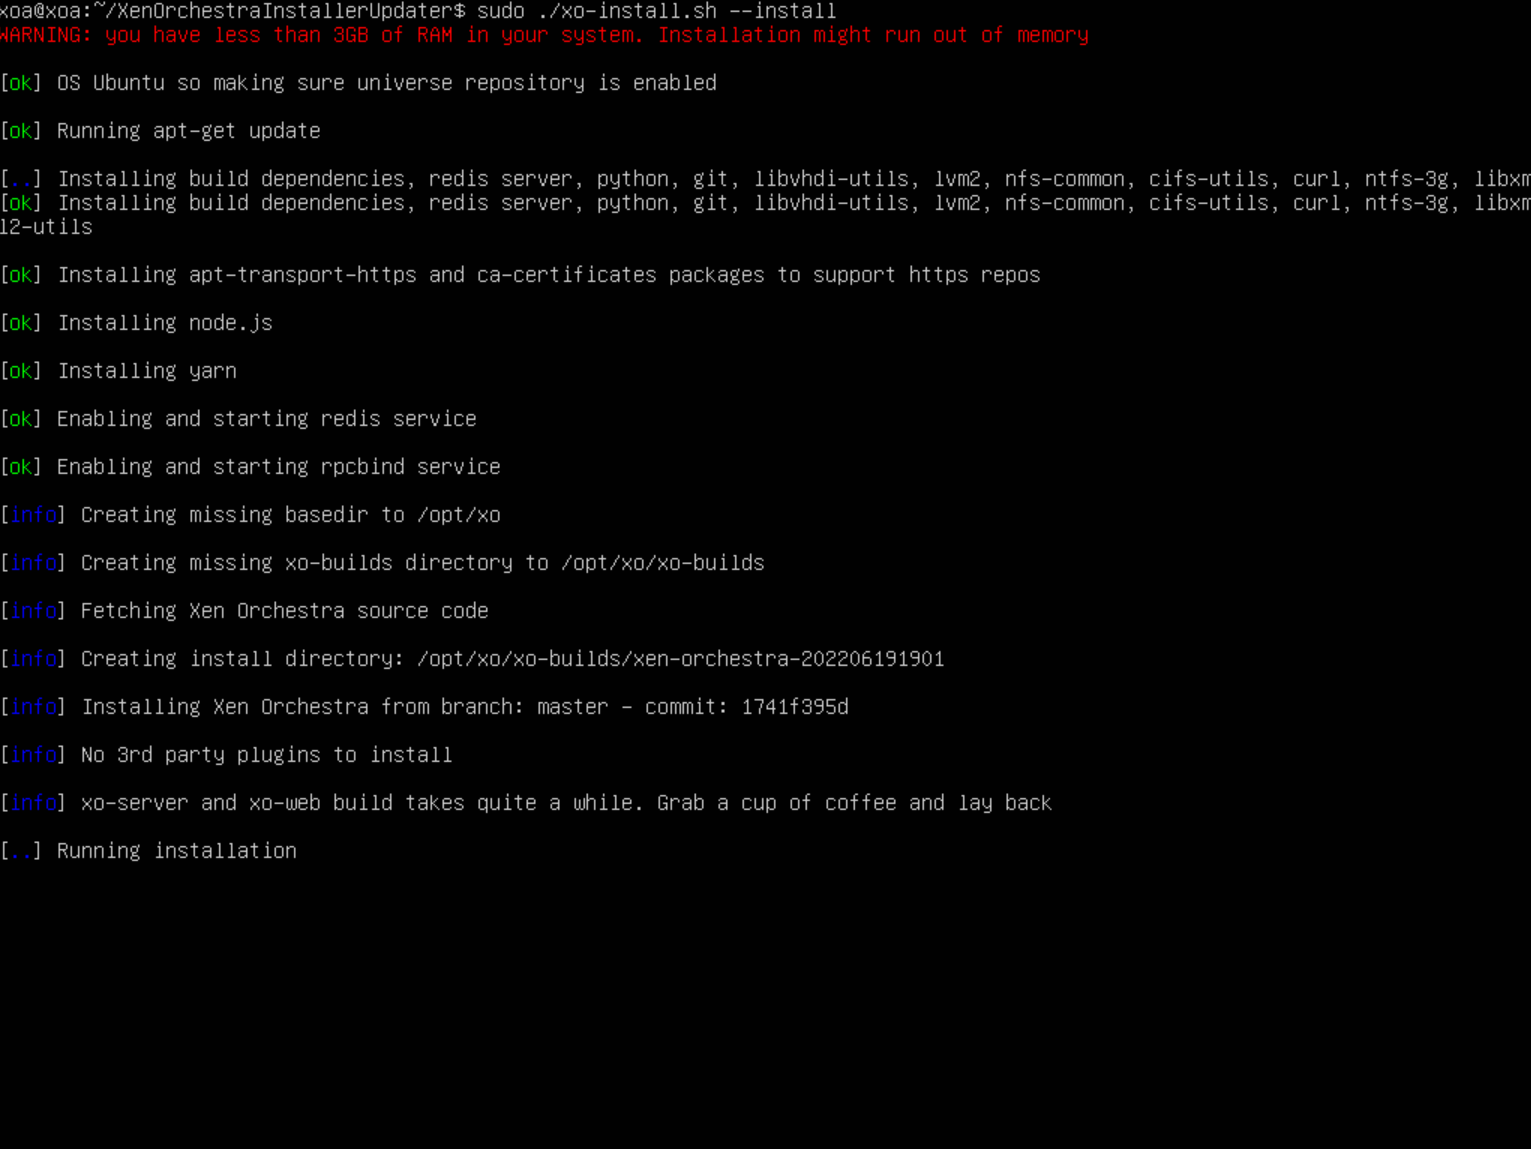 xoa@xoa:~/XenOrchestraInstallerUpdater$ sudo ./xo-install.sh --install
WARNING: you have less than 3GB of RAM in your system. Installation might run out of memory
[ok] OS Ubuntu so making sure universe repository is enabled
[ok] Running apt-get update
[..] Installing build dependencies, redis server, python, git, libvhdi-utils, lvm2, nfs-common, cifs-utils, curl, ntfs-3g, libxm
[ok] Installing build dependencies, redis server, python, git, libvhdi-utils, lvm2, nfs-common, cifs-utils, curl, ntfs-3g, libxm
l2-utils
[ok] Installing apt-transport-https and ca-certificates packages to support https repos
[ok] Installing node.js
[ok] Installing yarn
[ok] Enabling and starting redis service
[ok] Enabling and starting rpcbind service
[info] Creating missing basedir to /opt/xo
[info] Creating missing xo-builds directory to /opt/xo/xo-builds
[info] Fetching Xen Orchestra source code
[info] Creating install directory: /opt/xo/xo-builds/xen-orchestra-202206191901
[info] Installing Xen Orchestra from branch: master - commit: 1741f395d
[info] No 3rd party plugins to install
[info] xo-server and xo-web build takes quite a while. Grab a cup of coffee and lay back
[..] Running installation